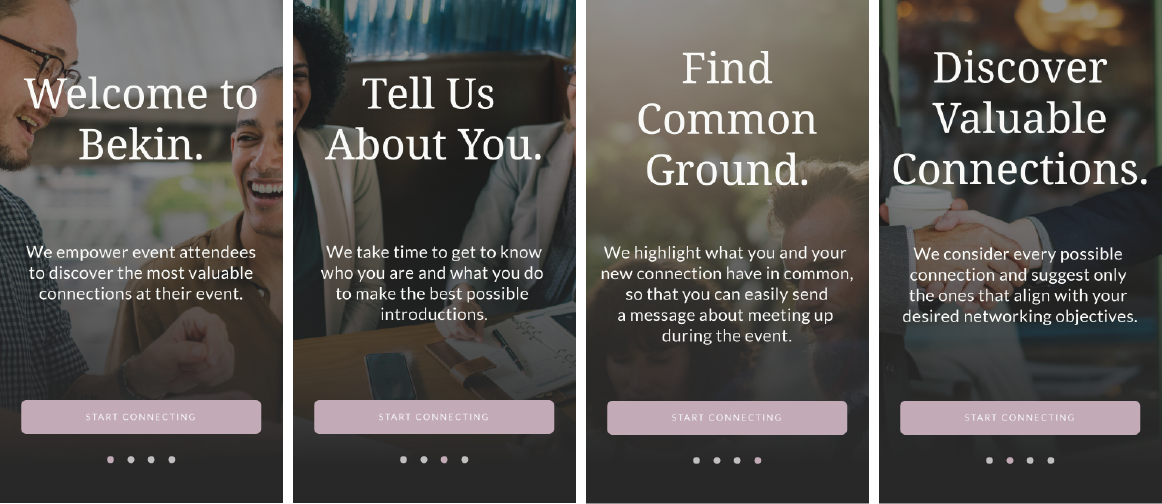 Welcome to
Bekin.
We empower event attendees
to discover the most valuable
connections at their event.
START CONNECTING
Tell Us
About You.
We take time to get to know
who you are and what you do
to make the best possible
introductions.
START CONNECTING
Find
Common
Ground.
We highlight what you and your
new connection have in common,
so that you can easily send
a message about meeting up
during the event.
START CONNECTING
Discover
Valuable
Connections.
We consider every possible
connection and suggest only
the ones that align with your
desired networking objectives.
START CONNECTING